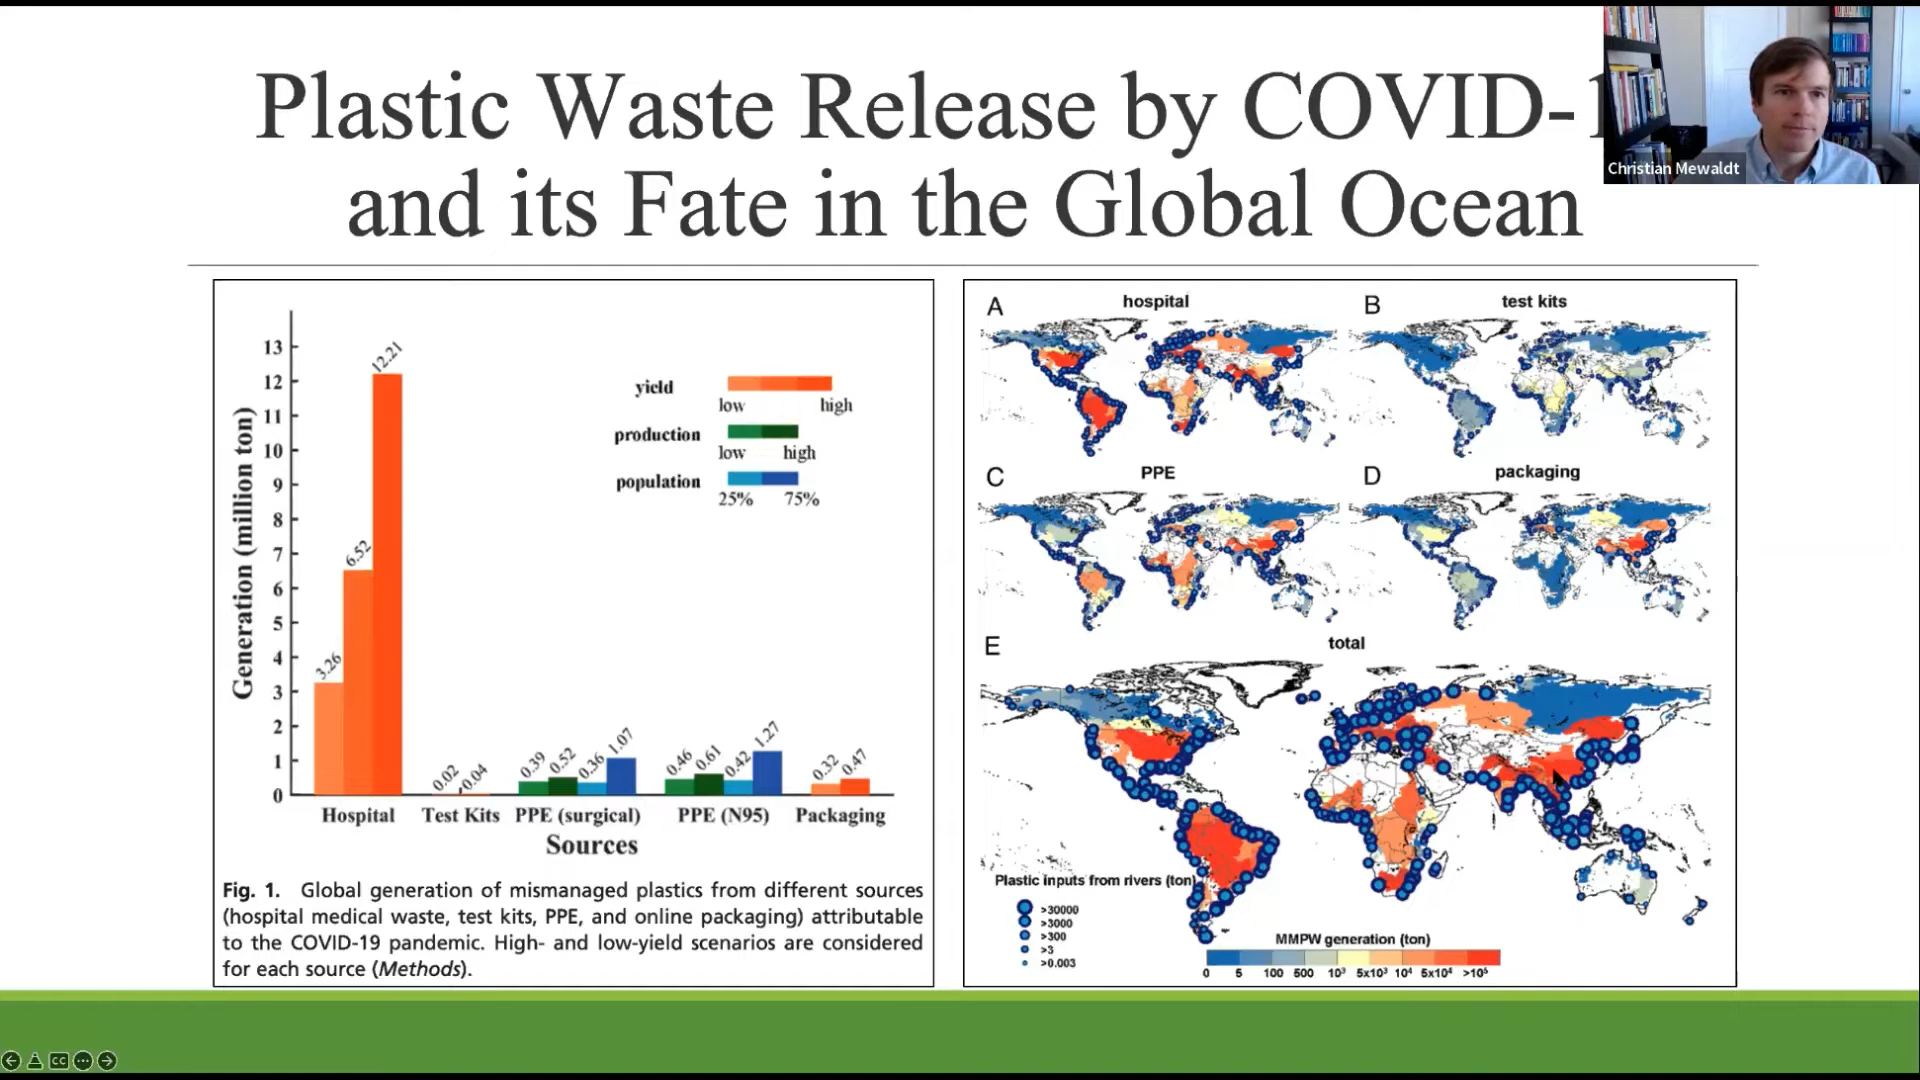 Plastic Waste Release by COVID-1
and its Fate in the Global Ocean
Christian Mewaldt
Generation (million ton)
13
12
11
10
9
8
7
6
5
4
3
2
1
0
3.26
6.52
12.21
0.02
0.04
0.39
0.52
0.36
1.07
0.46
0.61
0.42
1.27
0.32
0.47
yield
low high
production
low high
population
25% 75%
Hospital Test Kits PPE (surgical) PPE (N95) Packaging
Sources
Fig. 1. Global generation of mismanaged plastics from different sources
(hospital medical waste, test kits, PPE, and online packaging) attributable
to the COVID-19 pandemic. High- and low-yield scenarios are considered
for each source (Methods).
A hospital
B test kits
C PPE
D packaging
E total
Plastic inputs from rivers (ton)
>30000
>3000
>300
>3
>0.003
MMPW generation (ton)
0 5 100 500 10³ 5x10³ 10⁴ 5x10⁴ >10⁵
CC